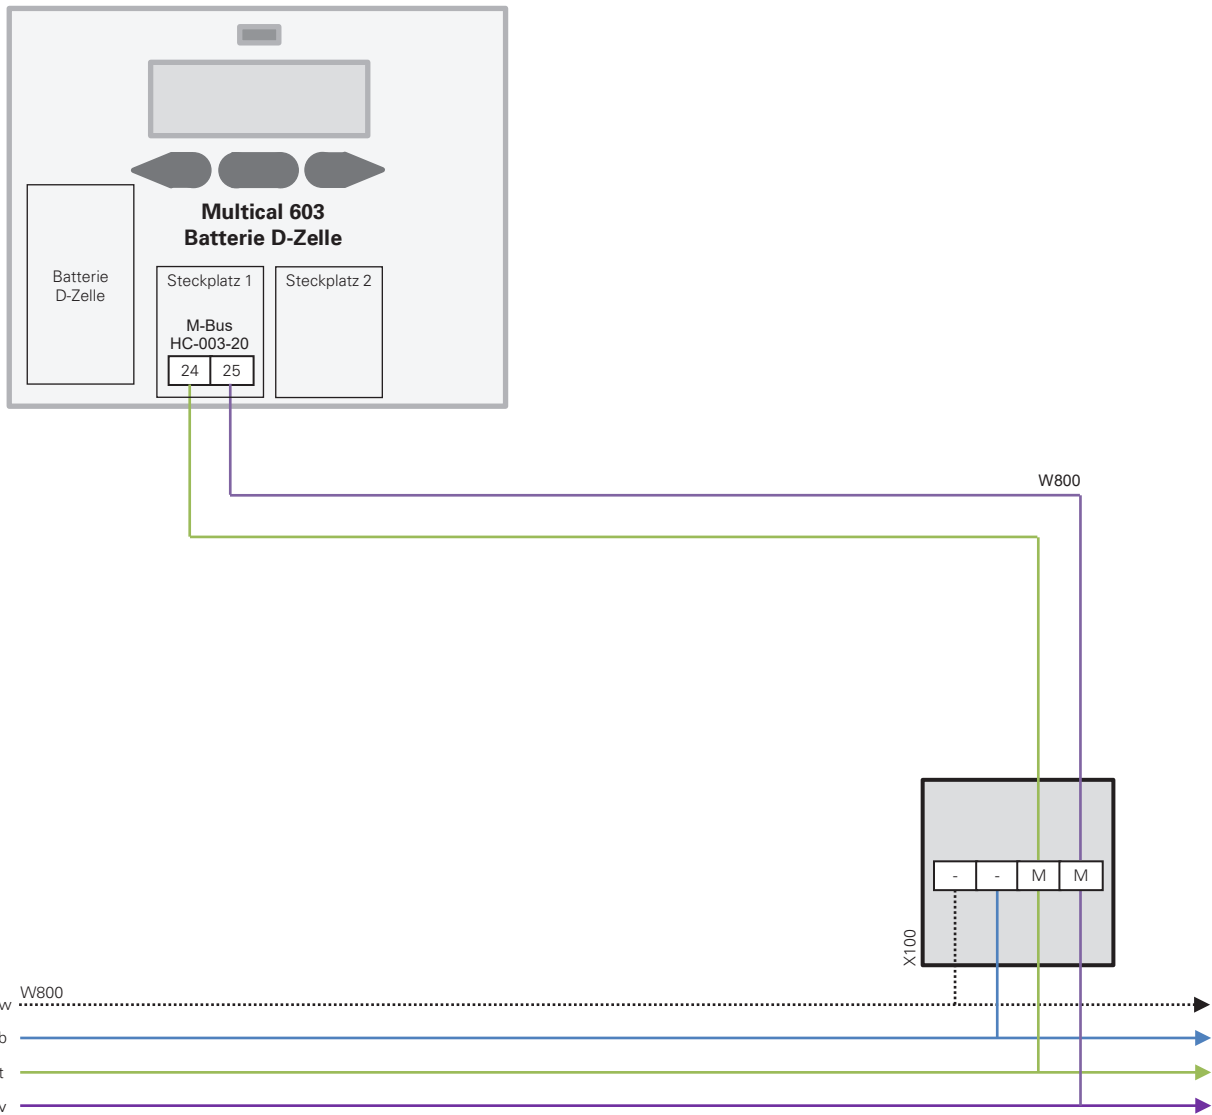 Multical 603
Batterie D-Zelle
Batterie
D-Zelle
Steckplatz 1
Steckplatz 2
M-Bus
HC-003-20
24 25
W800
- - M M
X100
W800
w
b
t
v